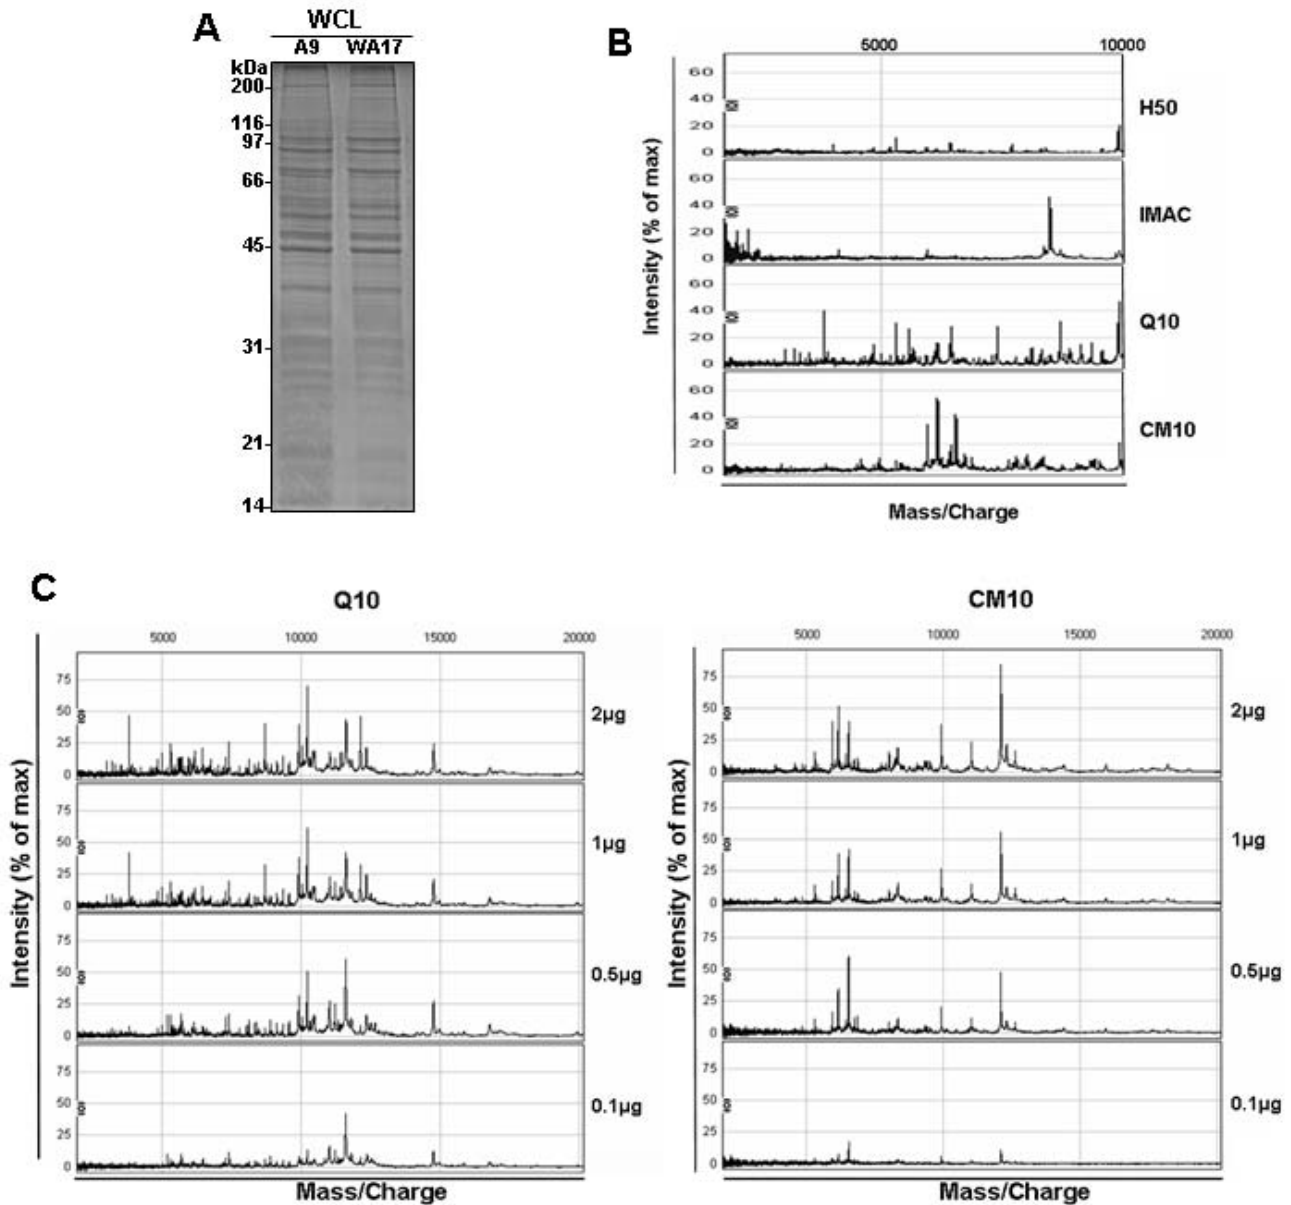 A
WCL
A9 WA17
kDa
200
116
97
66
45
31
21
14
B
5000 10000
Intensity (% of max)
60
40
20
0
H50
60
40
20
0
IMAC
60
40
20
0
Q10
60
40
20
0
CM10
Mass/Charge
C
Q10
5000 10000 15000 20000
Intensity (% of max)
75
50
25
0
2µg
75
50
25
0
1µg
75
50
25
0
0.5µg
75
50
25
0
0.1µg
Mass/Charge
CM10
5000 10000 15000 20000
Intensity (% of max)
75
50
25
0
2µg
75
50
25
0
1µg
75
50
25
0
0.5µg
75
50
25
0
0.1µg
Mass/Charge